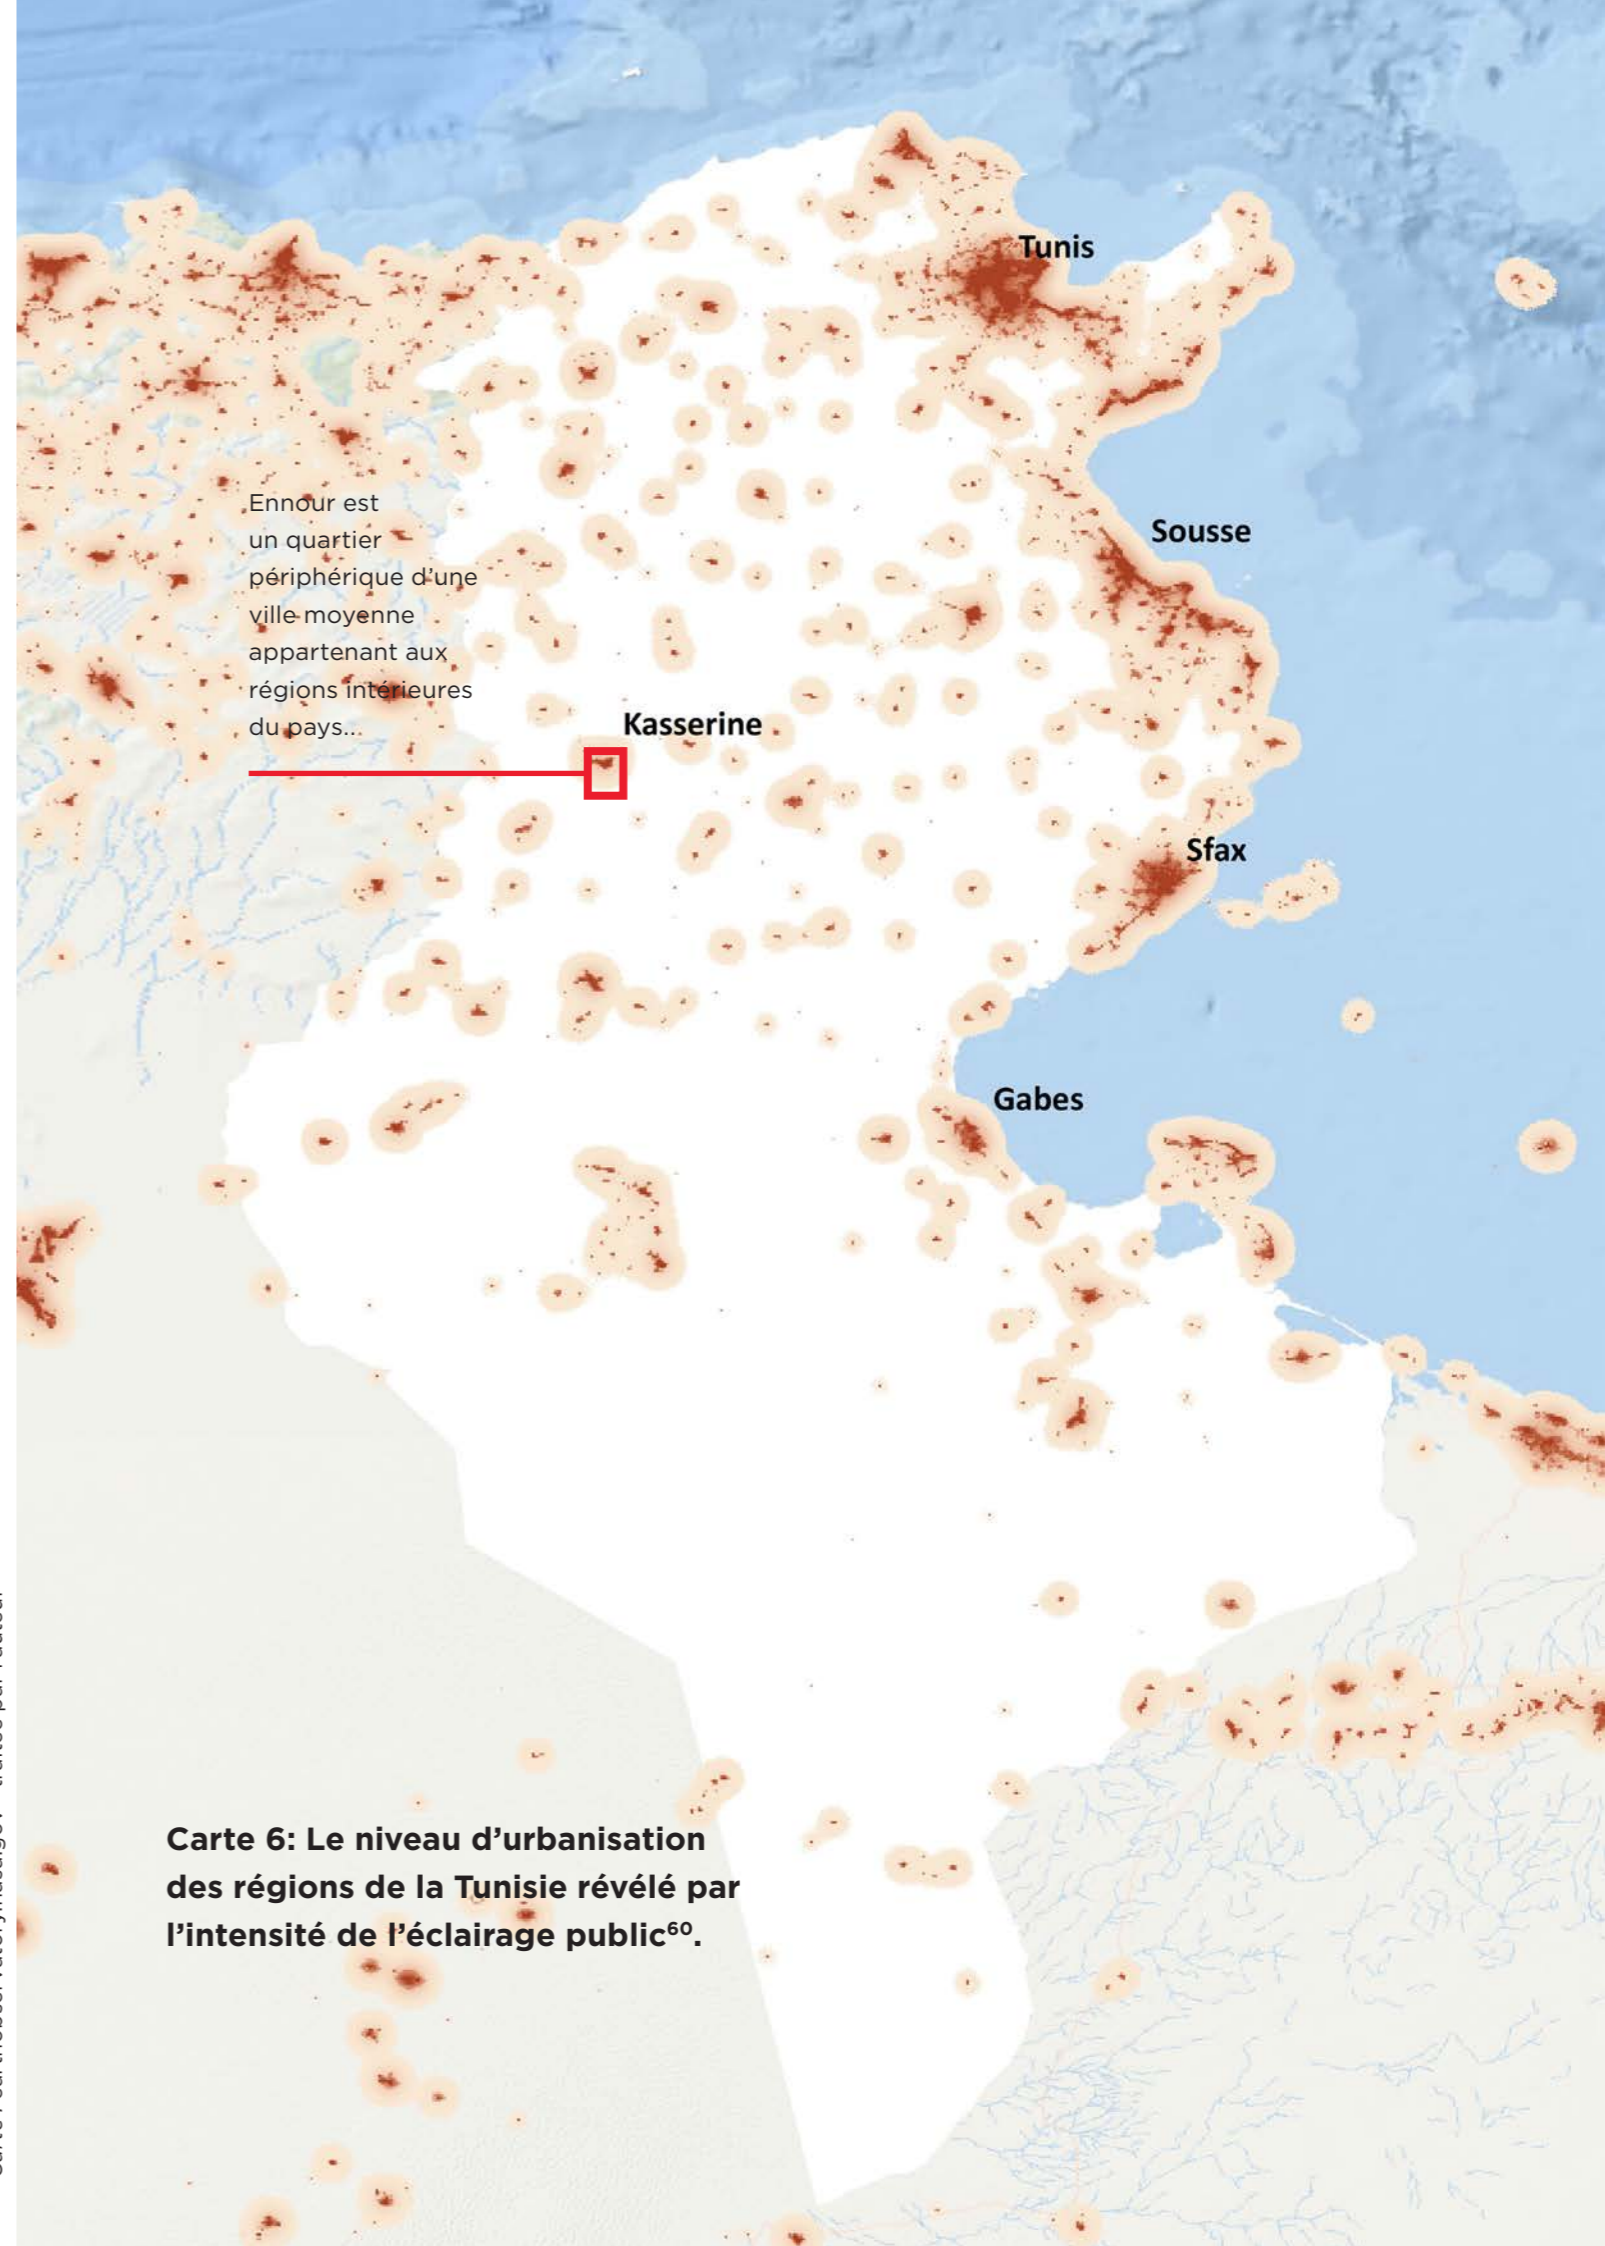 Tunis
Ennour est
un quartier
périphérique d'une
ville moyenne
appartenant aux
régions intérieures
du pays...
Sousse
Kasserine
Sfax
Gabes
Carte 6: Le niveau d'urbanisation
des régions de la Tunisie révélé par
l'intensité de l'éclairage public⁶⁰.